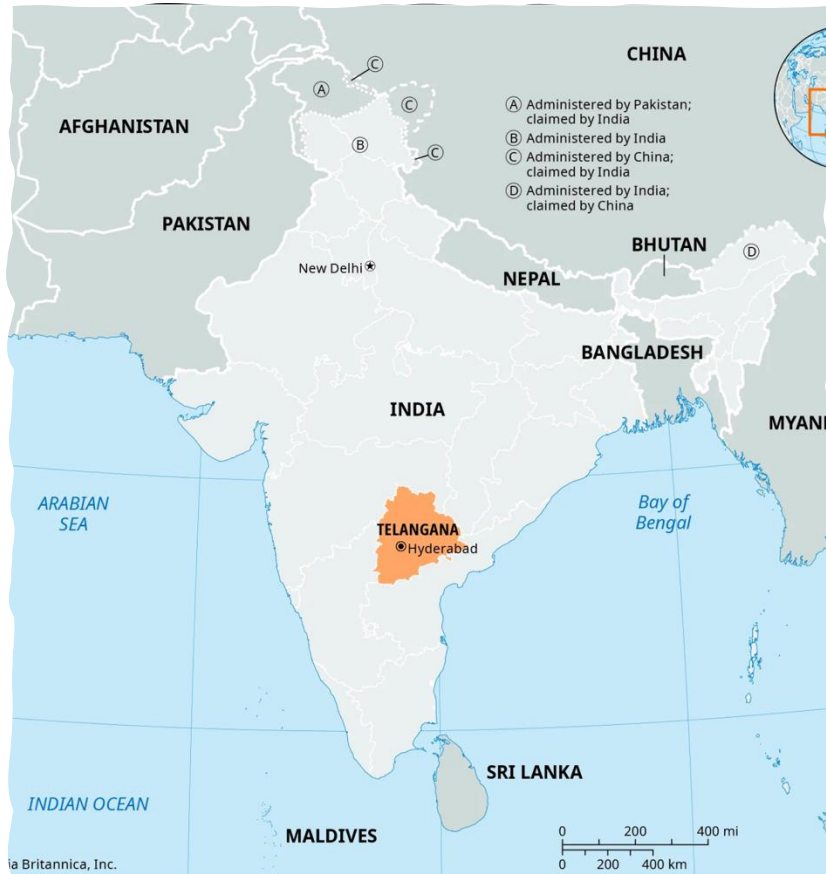 CHINA
Ⓒ
Ⓐ
Ⓒ
Ⓐ Administered by Pakistan;
claimed by India
Ⓑ Administered by India
Ⓒ Administered by China;
claimed by India
Ⓓ Administered by India;
claimed by China
AFGHANISTAN
Ⓑ
Ⓒ
PAKISTAN
BHUTAN
Ⓓ
New Delhi
NEPAL
BANGLADESH
INDIA
MYAN
ARABIAN
SEA
Bay of
Bengal
TELANGANA
Hyderabad
SRI LANKA
INDIAN OCEAN
MALDIVES
0 200 400 mi
0 200 400 km
ia Britannica, Inc.